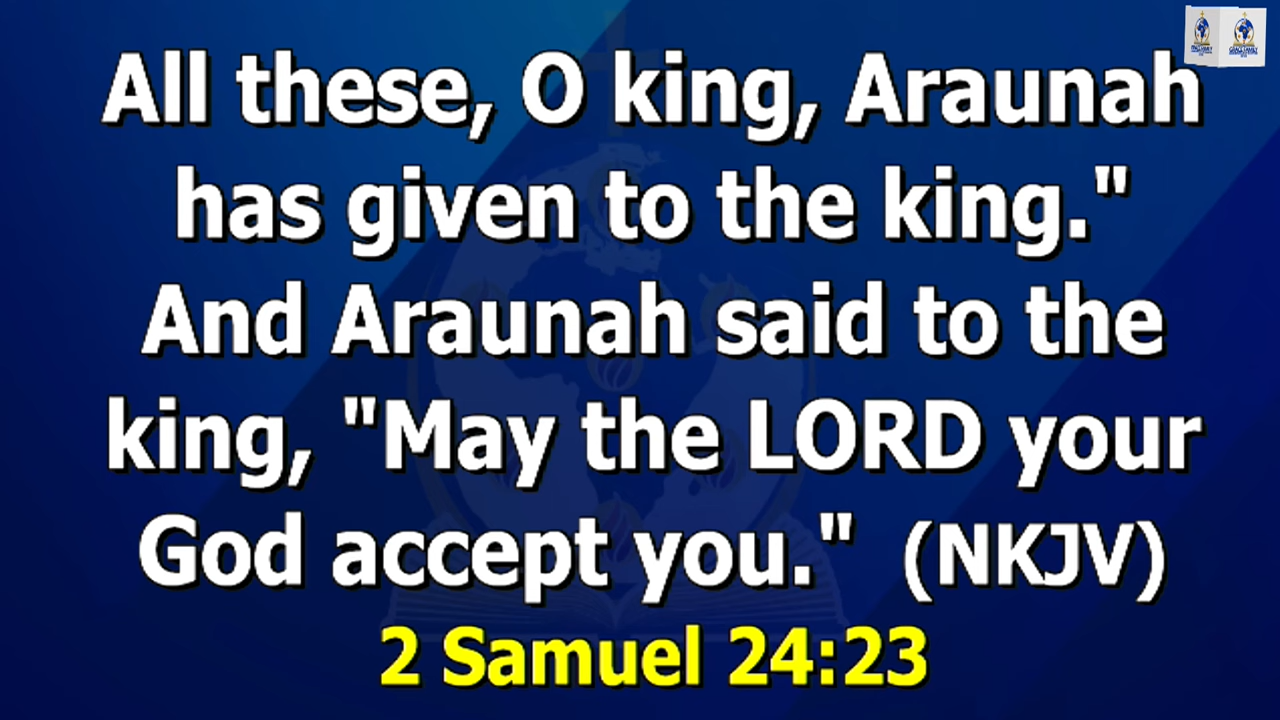 All these, O king, Araunah
has given to the king."
And Araunah said to the
king, "May the LORD your
God accept you."  (NKJV)
2 Samuel 24:23